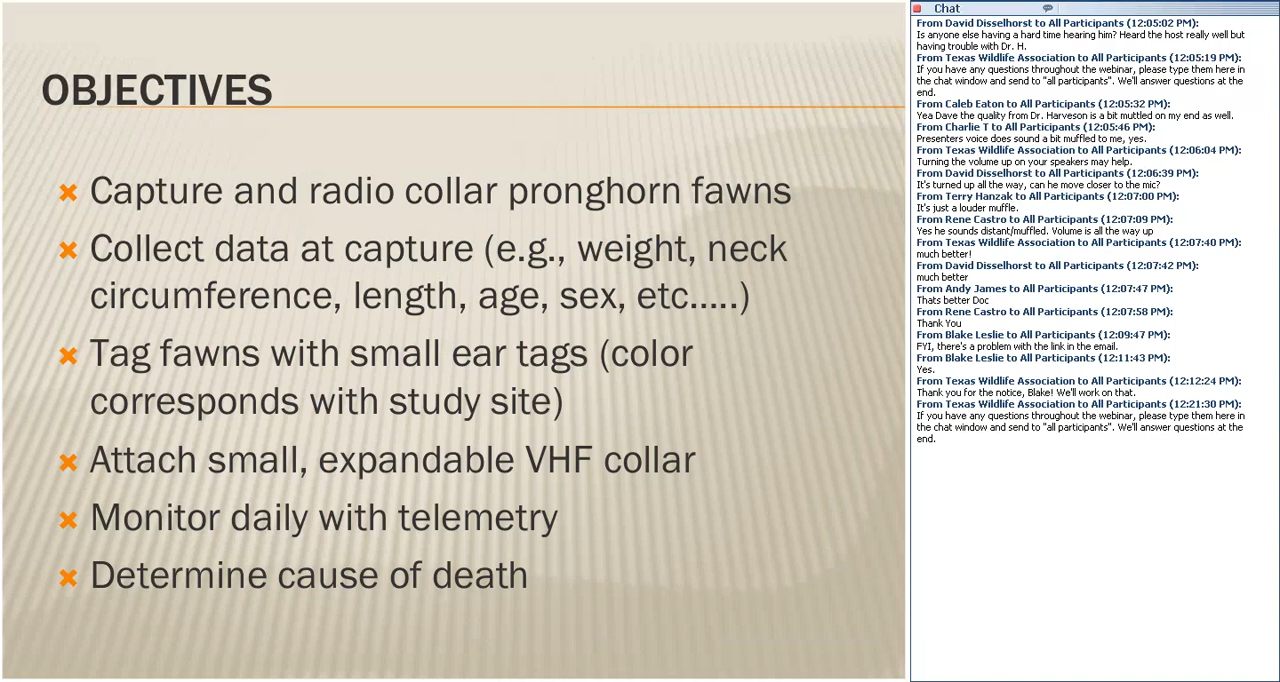 OBJECTIVES
Capture and radio collar pronghorn fawns
Collect data at capture (e.g., weight, neck
circumference, length, age, sex, etc…..)
Tag fawns with small ear tags (color
corresponds with study site)
Attach small, expandable VHF collar
Monitor daily with telemetry
Determine cause of death
Chat
From David Disselhorst to All Participants (12:05:02 PM):
Is anyone else having a hard time hearing him? Heard the host really well but
having trouble with Dr. H.
From Texas Wildlife Association to All Participants (12:05:19 PM):
If you have any questions throughout the webinar, please type them here in
the chat window and send to "all participants". We'll answer questions at the
end.
From Caleb Eaton to All Participants (12:05:32 PM):
Yea Dave the quality from Dr. Harveson is a bit muttled on my end as well.
From Charlie T to All Participants (12:05:46 PM):
Presenters voice does sound a bit muffled to me, yes.
From Texas Wildlife Association to All Participants (12:06:04 PM):
Turning the volume up on your speakers may help.
From David Disselhorst to All Participants (12:06:39 PM):
It's turned up all the way, can he move closer to the mic?
From Terry Hanzak to All Participants (12:07:00 PM):
It's just a louder muffle.
From Rene Castro to All Participants (12:07:09 PM):
Yes he sounds distant/muffled. Volume is all the way up
From Texas Wildlife Association to All Participants (12:07:40 PM):
much better!
From David Disselhorst to All Participants (12:07:42 PM):
much better
From Andy James to All Participants (12:07:47 PM):
Thats better Doc
From Rene Castro to All Participants (12:07:58 PM):
Thank You
From Blake Leslie to All Participants (12:09:47 PM):
FYI, there's a problem with the link in the email.
From Blake Leslie to All Participants (12:11:43 PM):
Yes.
From Texas Wildlife Association to All Participants (12:12:24 PM):
Thank you for the notice, Blake! We'll work on that.
From Texas Wildlife Association to All Participants (12:21:30 PM):
If you have any questions throughout the webinar, please type them here in
the chat window and send to "all participants". We'll answer questions at the
end.